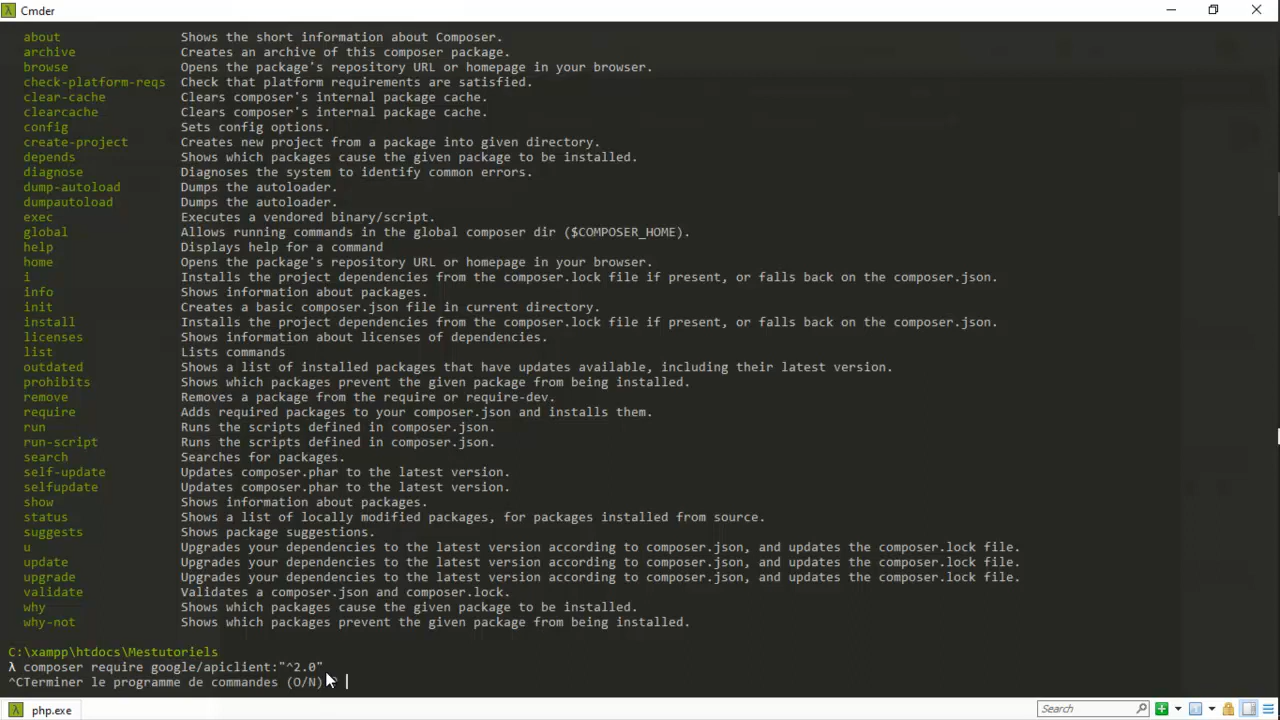 Cmder
about Shows the short information about Composer.
archive Creates an archive of this composer package.
browse Opens the package's repository URL or homepage in your browser.
check-platform-reqs Check that platform requirements are satisfied.
clear-cache Clears composer's internal package cache.
clearcache Clears composer's internal package cache.
config Sets config options.
create-project Creates new project from a package into given directory.
depends Shows which packages cause the given package to be installed.
diagnose Diagnoses the system to identify common errors.
dump-autoload Dumps the autoloader.
dumpautoload Dumps the autoloader.
exec Executes a vendored binary/script.
global Allows running commands in the global composer dir ($COMPOSER_HOME).
help Displays help for a command
home Opens the package's repository URL or homepage in your browser.
i Installs the project dependencies from the composer.lock file if present, or falls back on the composer.json.
info Shows information about packages.
init Creates a basic composer.json file in current directory.
install Installs the project dependencies from the composer.lock file if present, or falls back on the composer.json.
licenses Shows information about licenses of dependencies.
list Lists commands
outdated Shows a list of installed packages that have updates available, including their latest version.
prohibits Shows which packages prevent the given package from being installed.
remove Removes a package from the require or require-dev.
require Adds required packages to your composer.json and installs them.
run Runs the scripts defined in composer.json.
run-script Runs the scripts defined in composer.json.
search Searches for packages.
self-update Updates composer.phar to the latest version.
selfupdate Updates composer.phar to the latest version.
show Shows information about packages.
status Shows a list of locally modified packages, for packages installed from source.
suggests Shows package suggestions.
u Upgrades your dependencies to the latest version according to composer.json, and updates the composer.lock file.
update Upgrades your dependencies to the latest version according to composer.json, and updates the composer.lock file.
upgrade Upgrades your dependencies to the latest version according to composer.json, and updates the composer.lock file.
validate Validates a composer.json and composer.lock.
why Shows which packages cause the given package to be installed.
why-not Shows which packages prevent the given package from being installed.
C:\xampp\htdocs\Mestutoriels
λ composer require google/apiclient:"^2.0"
^CTerminer le programme de commandes (O/N)
php.exe
Search